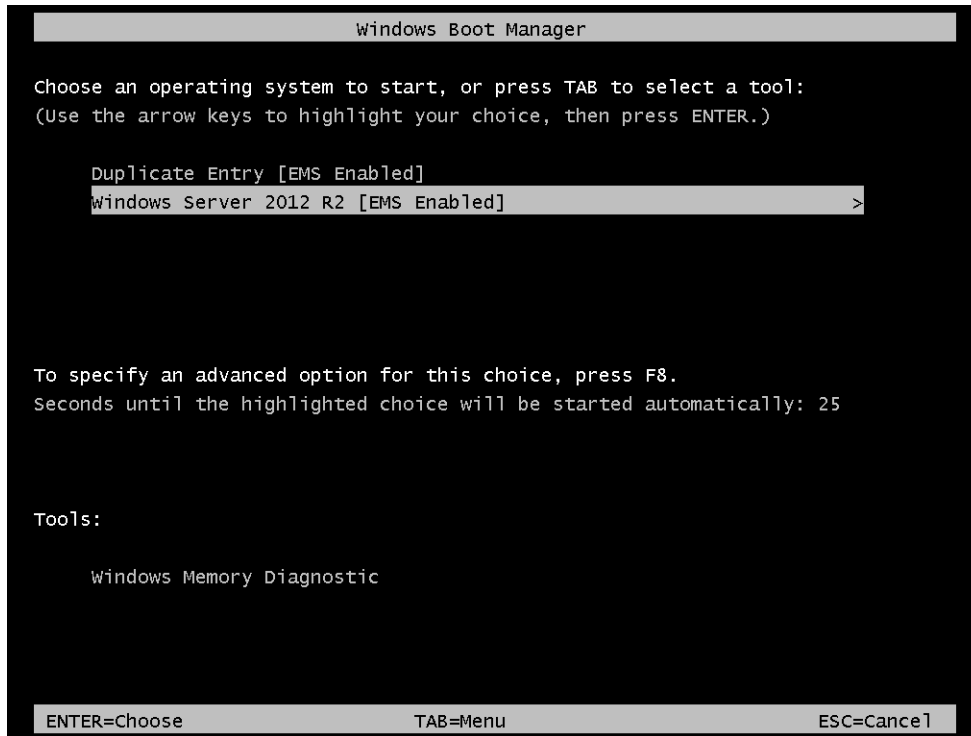 Windows Boot Manager
Choose an operating system to start, or press TAB to select a tool:
(Use the arrow keys to highlight your choice, then press ENTER.)
Duplicate Entry [EMS Enabled]
Windows Server 2012 R2 [EMS Enabled] >
To specify an advanced option for this choice, press F8.
Seconds until the highlighted choice will be started automatically: 25
Tools:
Windows Memory Diagnostic
ENTER=Choose TAB=Menu ESC=Cancel